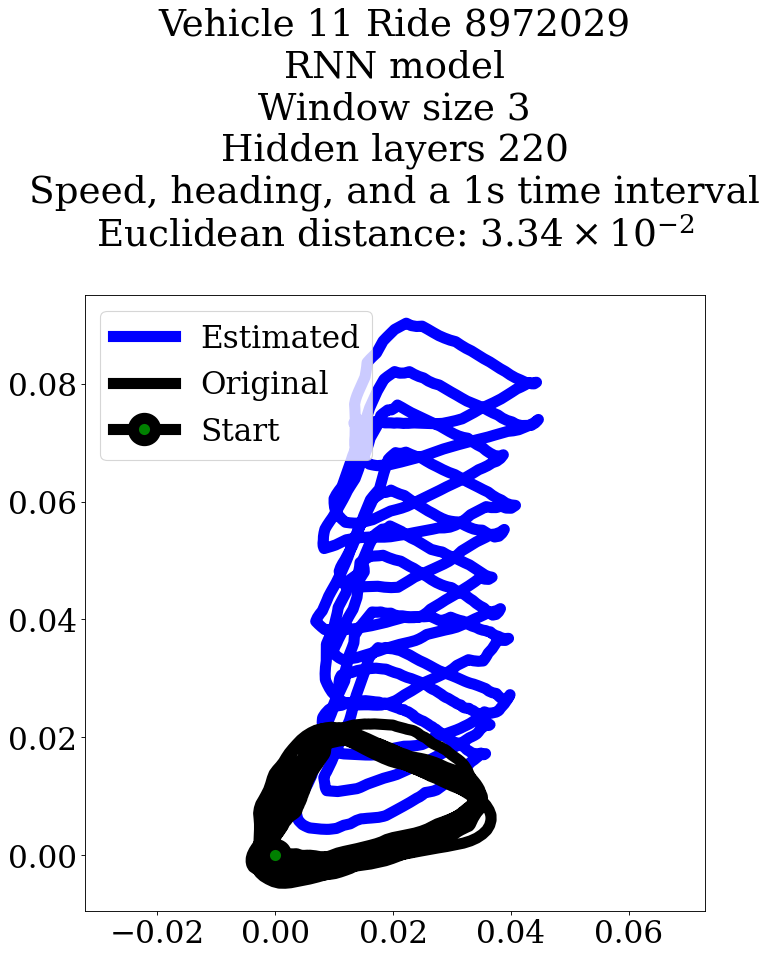 Vehicle 11 Ride 8972029
RNN model
Window size 3
Hidden layers 220
Speed, heading, and a 1s time interval
Euclidean distance: 3.34 × 10⁻²
Estimated
Original
Start
0.08
0.06
0.04
0.02
0.00
−0.02 0.00 0.02 0.04 0.06